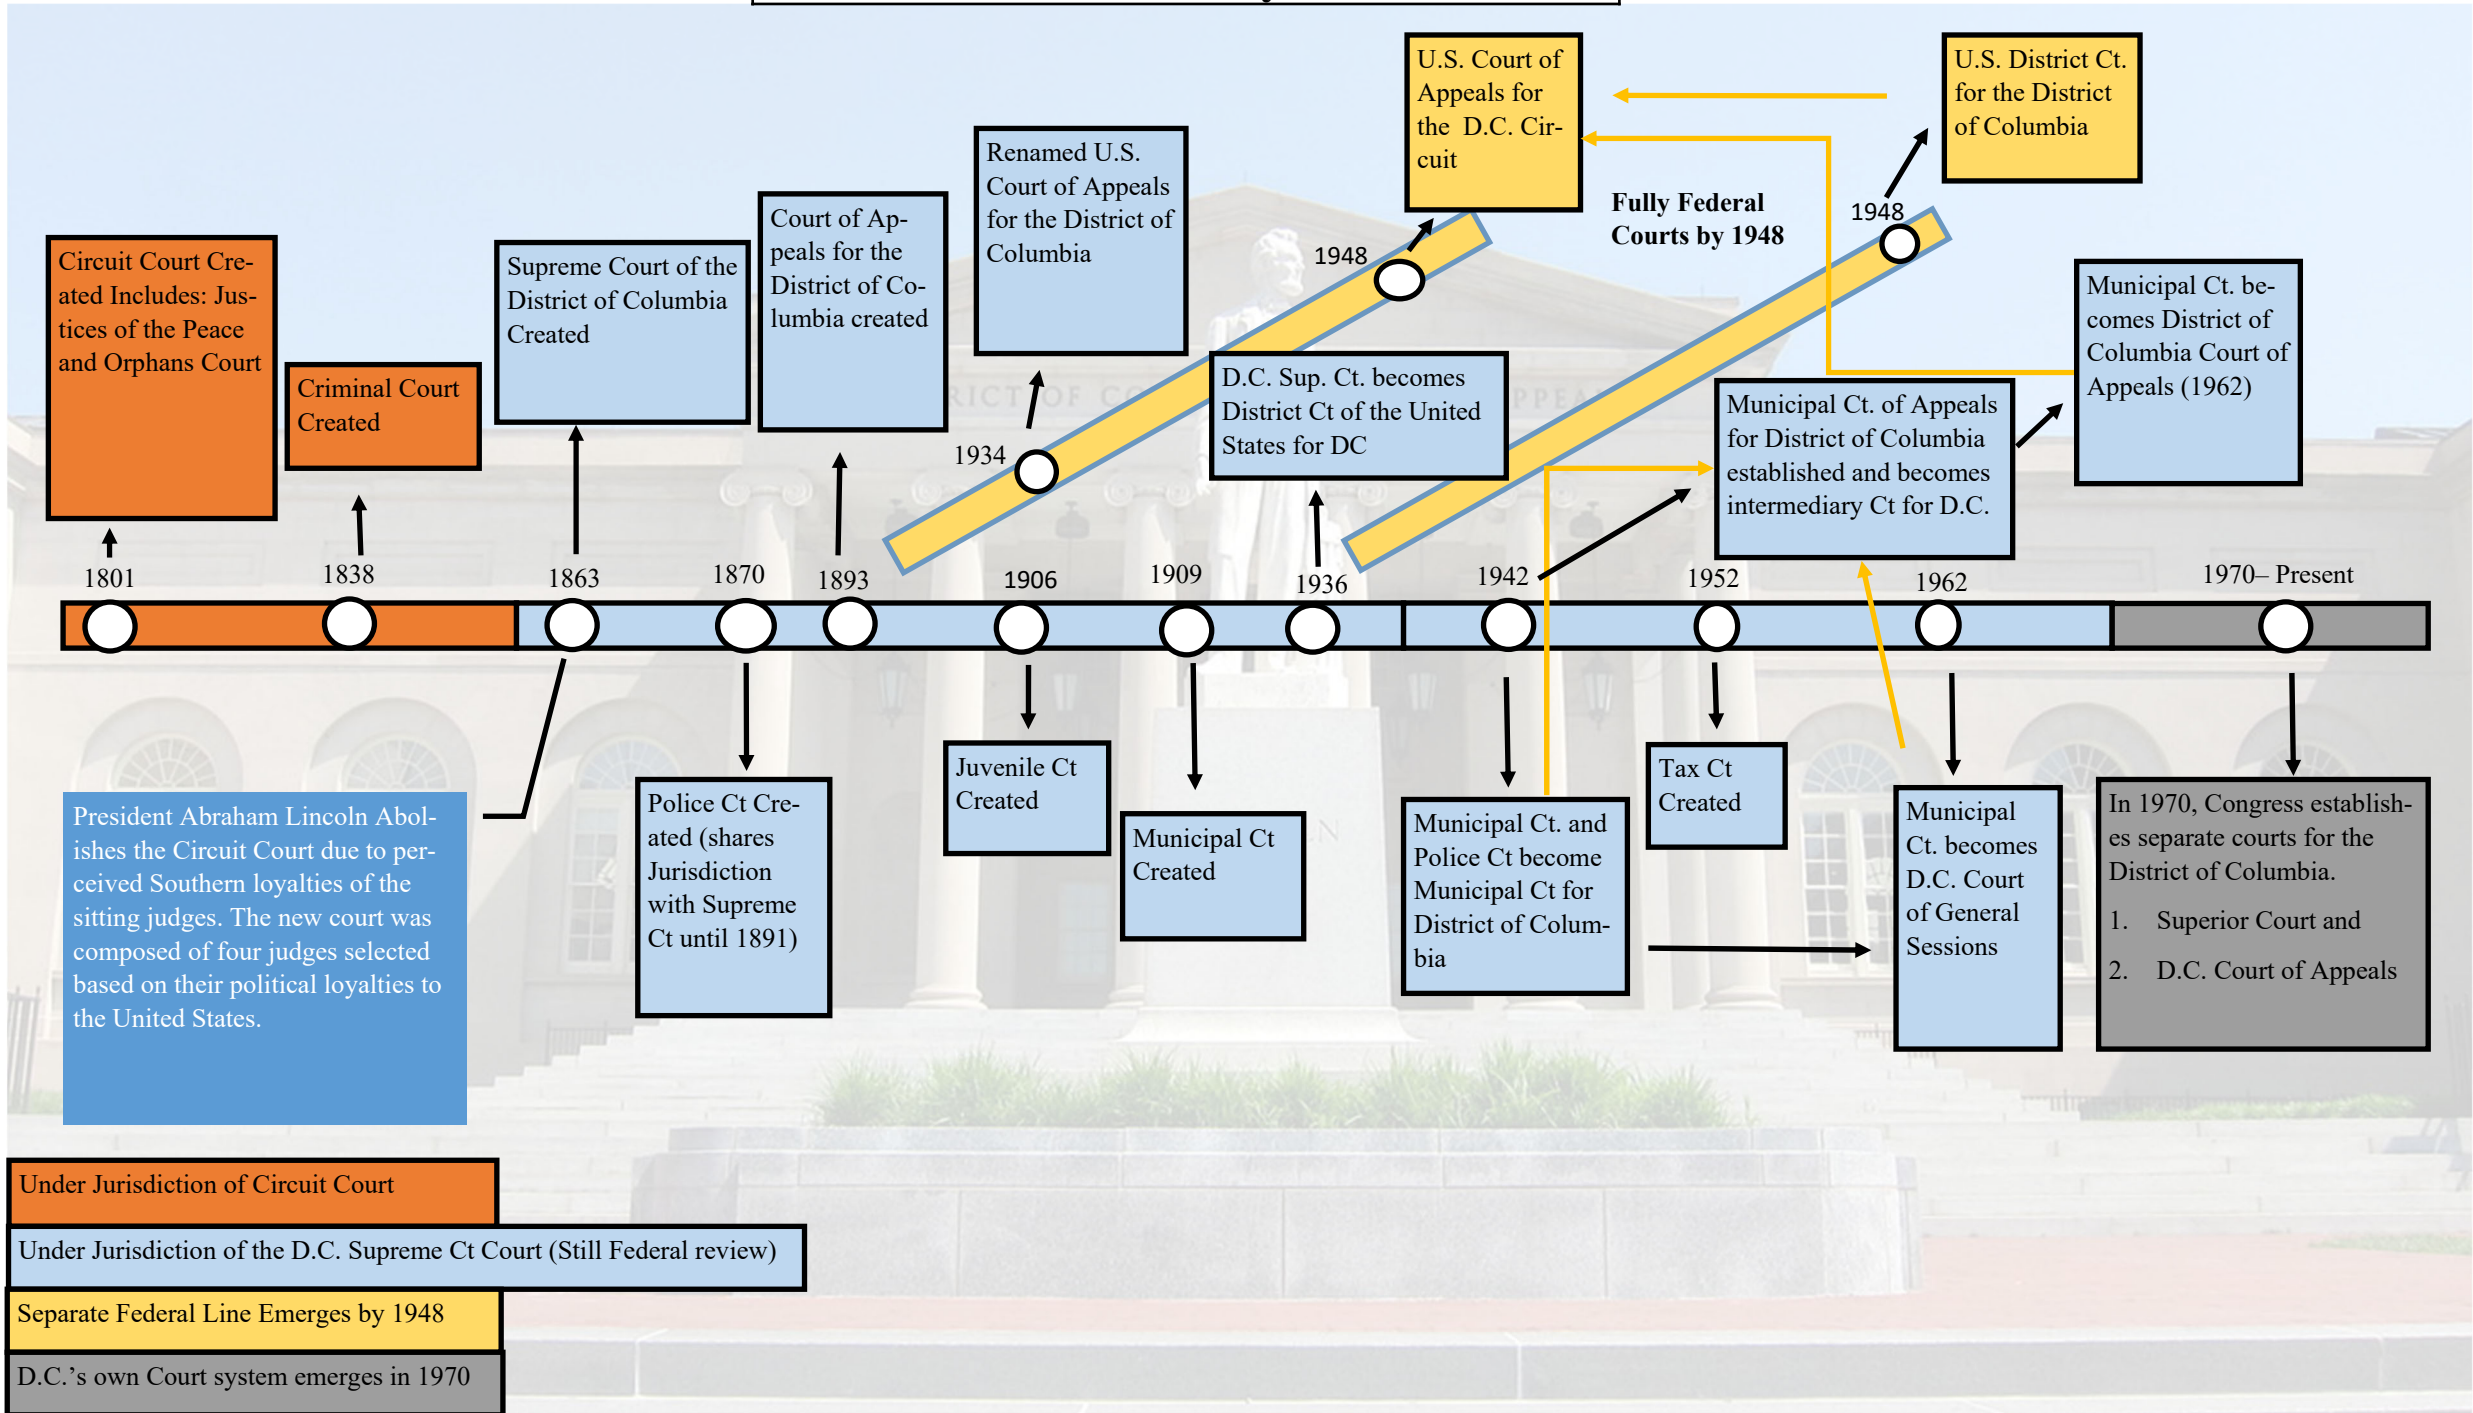 U.S. Court of
Appeals for
the D.C. Cir-
cuit
U.S. District Ct.
for the District
of Columbia
Renamed U.S.
Court of Appeals
for the District of
Columbia
Court of Ap-
peals for the
District of Co-
lumbia created
Fully Federal
Courts by 1948
1948
1948
Circuit Court Cre-
ated Includes: Jus-
tices of the Peace
and Orphans Court
Supreme Court of the
District of Columbia
Created
Municipal Ct. be-
comes District of
Columbia Court of
Appeals (1962)
Criminal Court
Created
D.C. Sup. Ct. becomes
District Ct of the United
States for DC
Municipal Ct. of Appeals
for District of Columbia
established and becomes
intermediary Ct for D.C.
1934
1801
1838
1863
1870
1893
1906
1909
1936
1942
1952
1962
1970– Present
President Abraham Lincoln Abol-
ishes the Circuit Court due to per-
ceived Southern loyalties of the
sitting judges. The new court was
composed of four judges selected
based on their political loyalties to
the United States.
Police Ct Cre-
ated (shares
Jurisdiction
with Supreme
Ct until 1891)
Juvenile Ct
Created
Municipal Ct
Created
Municipal Ct. and
Police Ct become
Municipal Ct for
District of Colum-
bia
Tax Ct
Created
Municipal
Ct. becomes
D.C. Court
of General
Sessions
In 1970, Congress establish-
es separate courts for the
District of Columbia.
1. Superior Court and
2. D.C. Court of Appeals
Under Jurisdiction of Circuit Court
Under Jurisdiction of the D.C. Supreme Ct Court (Still Federal review)
Separate Federal Line Emerges by 1948
D.C.’s own Court system emerges in 1970